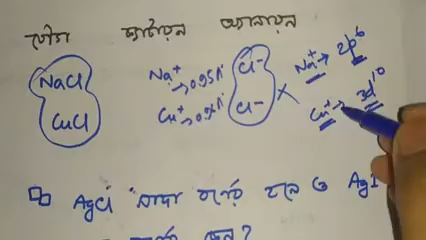 যৌগ ক্যাটায়ন অ্যানায়ন
NaCl Na⁺ → 0.95Å Cl⁻ Na⁺ → 2p⁶
CuCl Cu⁺ → 0.96Å Cl⁻ Cu⁺ → 3d¹⁰
AgCl সাদা বর্ণের হলে ও AgI